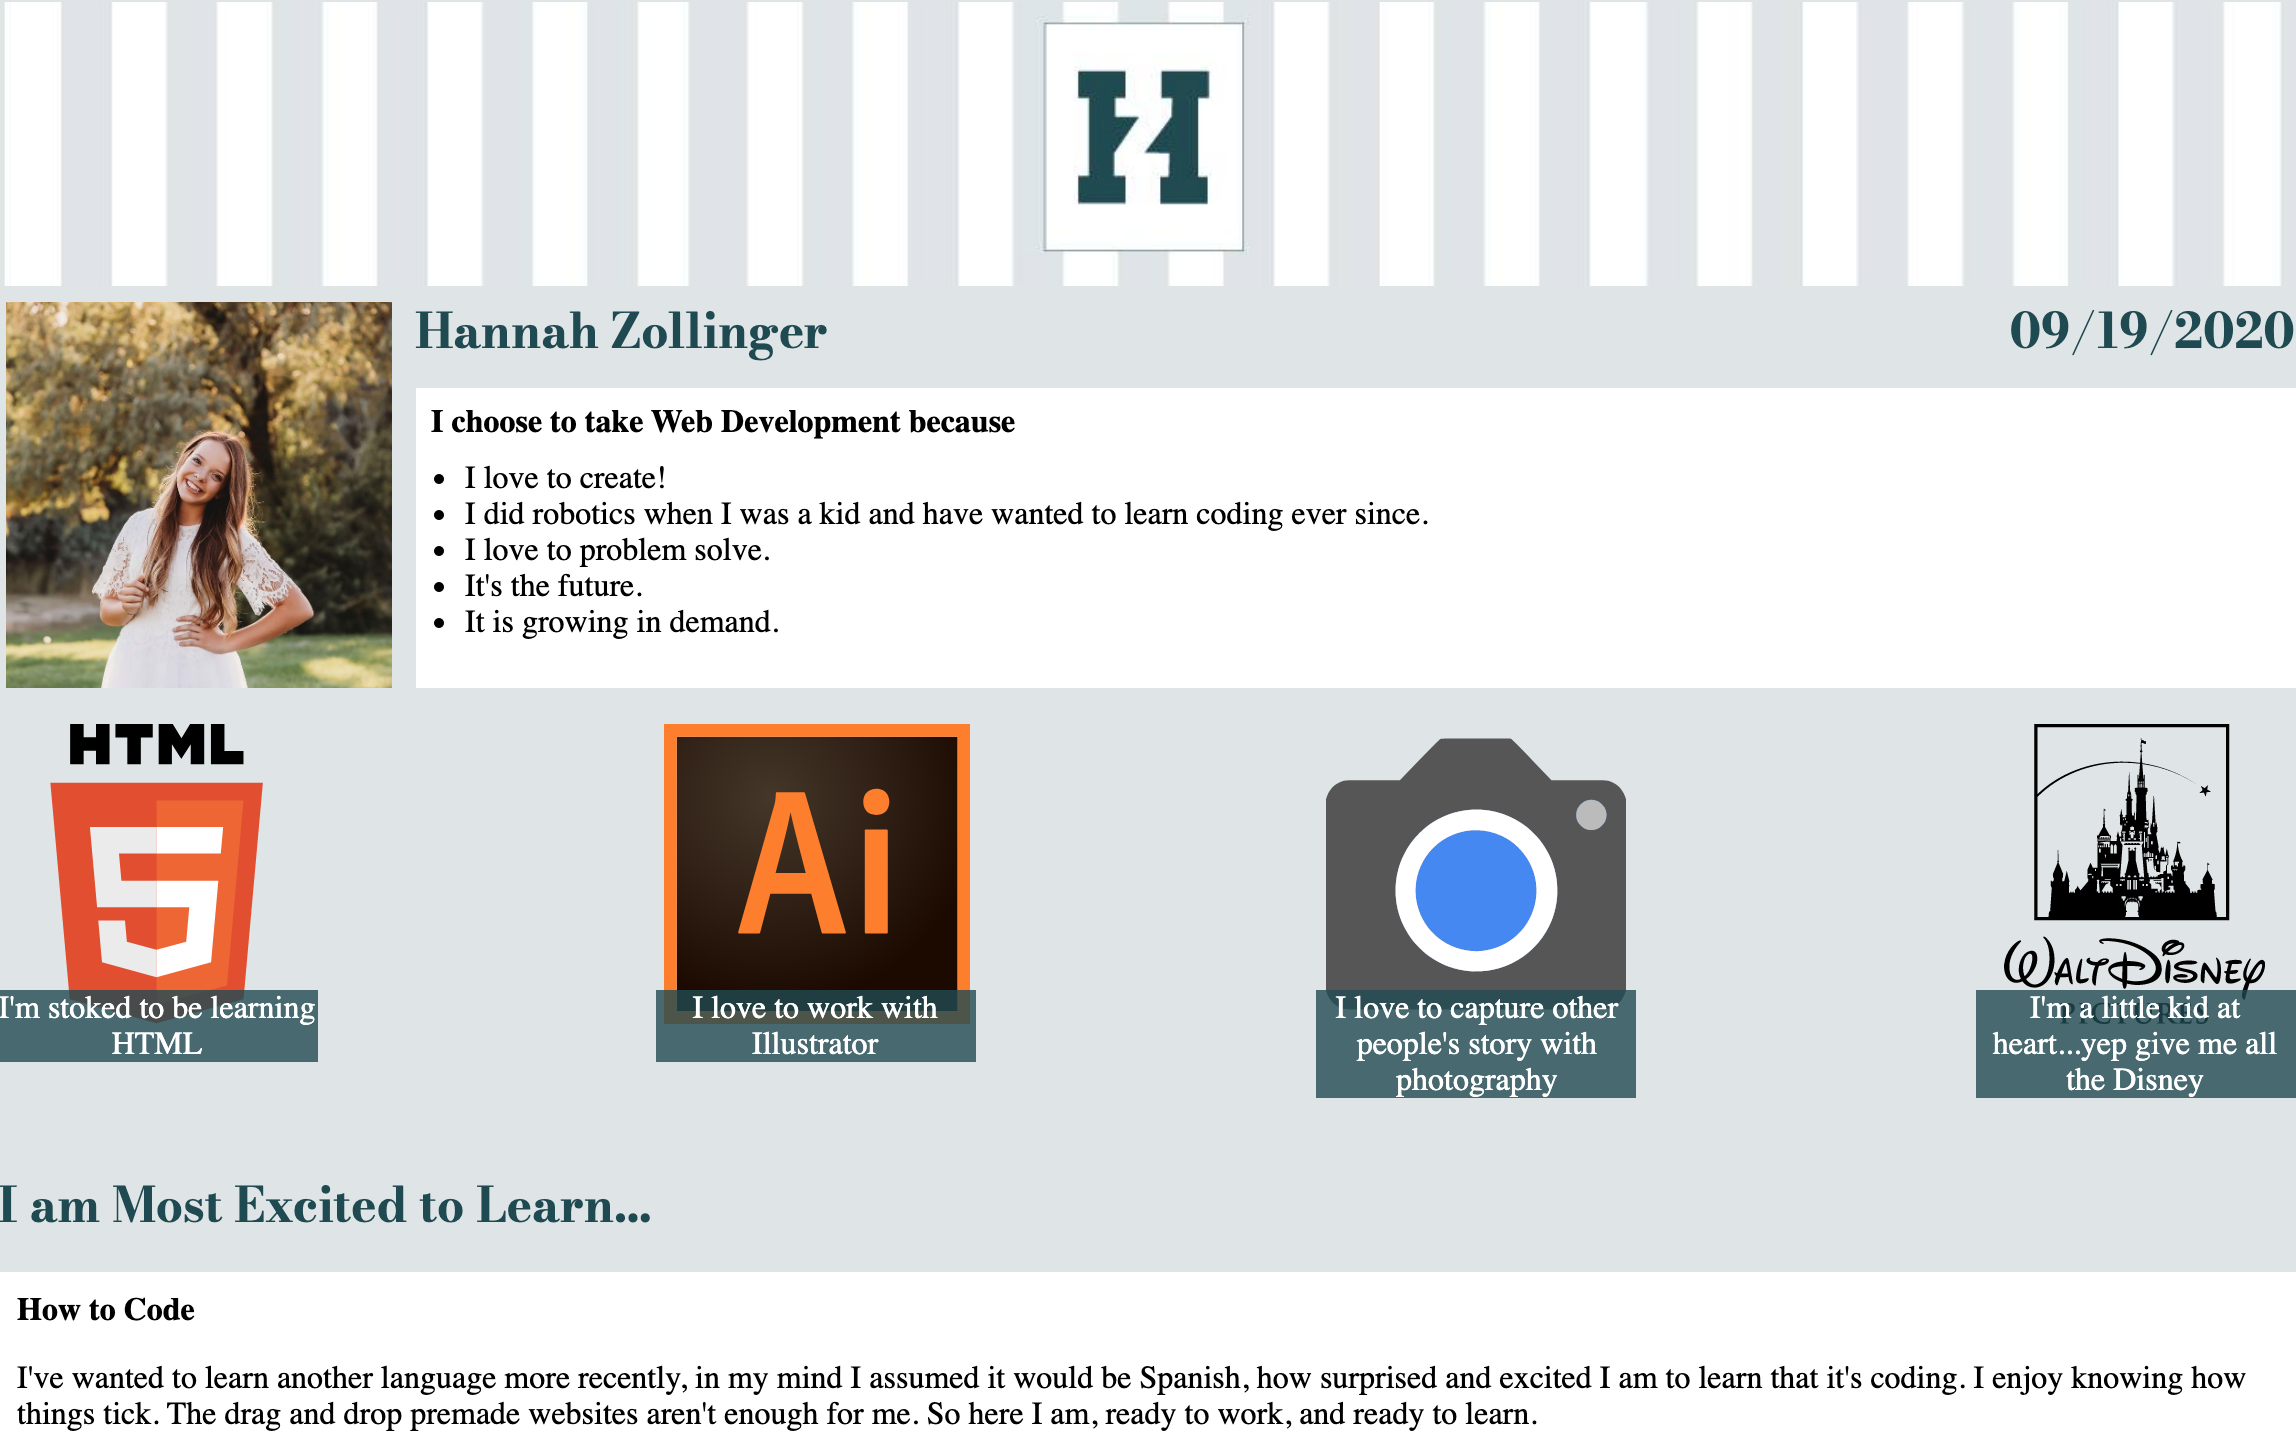 HZ
Hannah Zollinger
09/19/2020
I choose to take Web Development because
• I love to create!
• I did robotics when I was a kid and have wanted to learn coding ever since.
• I love to problem solve.
• It's the future.
• It is growing in demand.
HTML
5
I'm stoked to be learning
HTML
Ai
I love to work with
Illustrator
I love to capture other
people's story with
photography
WALT DISNEY
PICTURES
I'm a little kid at
heart...yep give me all
the Disney
I am Most Excited to Learn...
How to Code
I've wanted to learn another language more recently, in my mind I assumed it would be Spanish, how surprised and excited I am to learn that it's coding. I enjoy knowing how
things tick. The drag and drop premade websites aren't enough for me. So here I am, ready to work, and ready to learn.